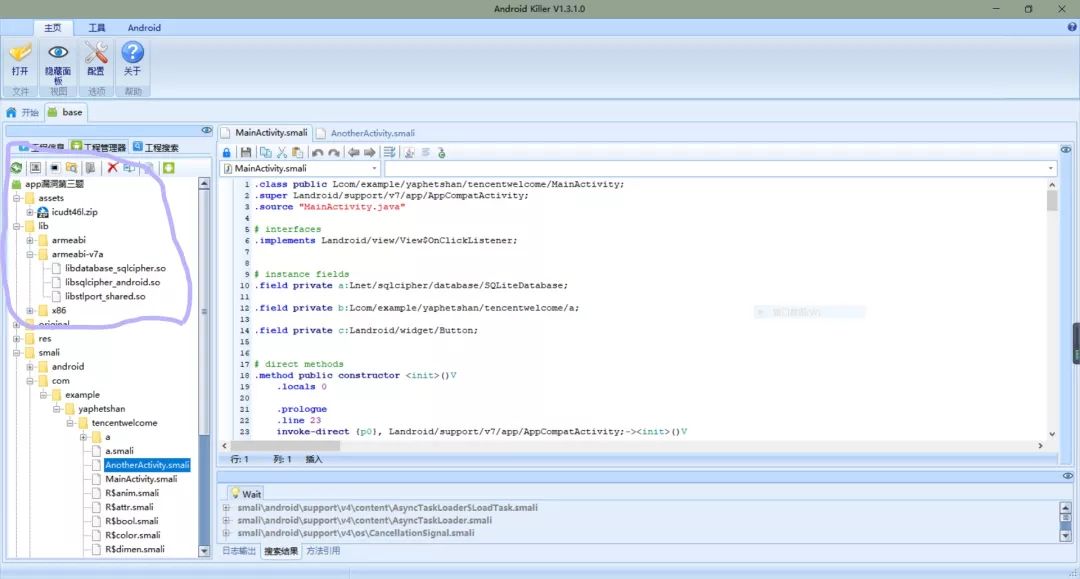 Android Killer V1.3.1.0
主页 工具 Android
打开 隐藏面板 配置 关于
文件 视图 选项 帮助
开始 base
工程信息 工程管理器 工程搜索
app漏洞第三题
assets
icudt46l.zip
lib
armeabi
armeabi-v7a
libdatabase_sqlcipher.so
libsqlcipher_android.so
libstlport_shared.so
x86
original
res
smali
android
com
example
yaphetshan
tencentwelcome
a
a.smali
AnotherActivity.smali
MainActivity.smali
R$anim.smali
R$attr.smali
R$bool.smali
R$color.smali
R$dimen.smali
MainActivity.smali AnotherActivity.smali
MainActivity.smali
1 .class public Lcom/example/yaphetshan/tencentwelcome/MainActivity;
2 .super Landroid/support/v7/app/AppCompatActivity;
3 .source "MainActivity.java"
4
5 # interfaces
6 .implements Landroid/view/View$OnClickListener;
7
8
9 # instance fields
10 .field private a:Lnet/sqlcipher/database/SQLiteDatabase;
11
12 .field private b:Lcom/example/yaphetshan/tencentwelcome/a;
13
14 .field private c:Landroid/widget/Button;
15
16
17 # direct methods
18 .method public constructor <init>()V
19 .locals 0
20
21 .prologue
22 .line 23
23 invoke-direct {p0}, Landroid/support/v7/app/AppCompatActivity;-><init>()V
行: 1 列: 1 插入
Wait
smali\android\support\v4\content\AsyncTaskLoader$LoadTask.smali
smali\android\support\v4\content\AsyncTaskLoader.smali
smali\android\support\v4\os\CancellationSignal.smali
日志输出 搜索结果 方法引用